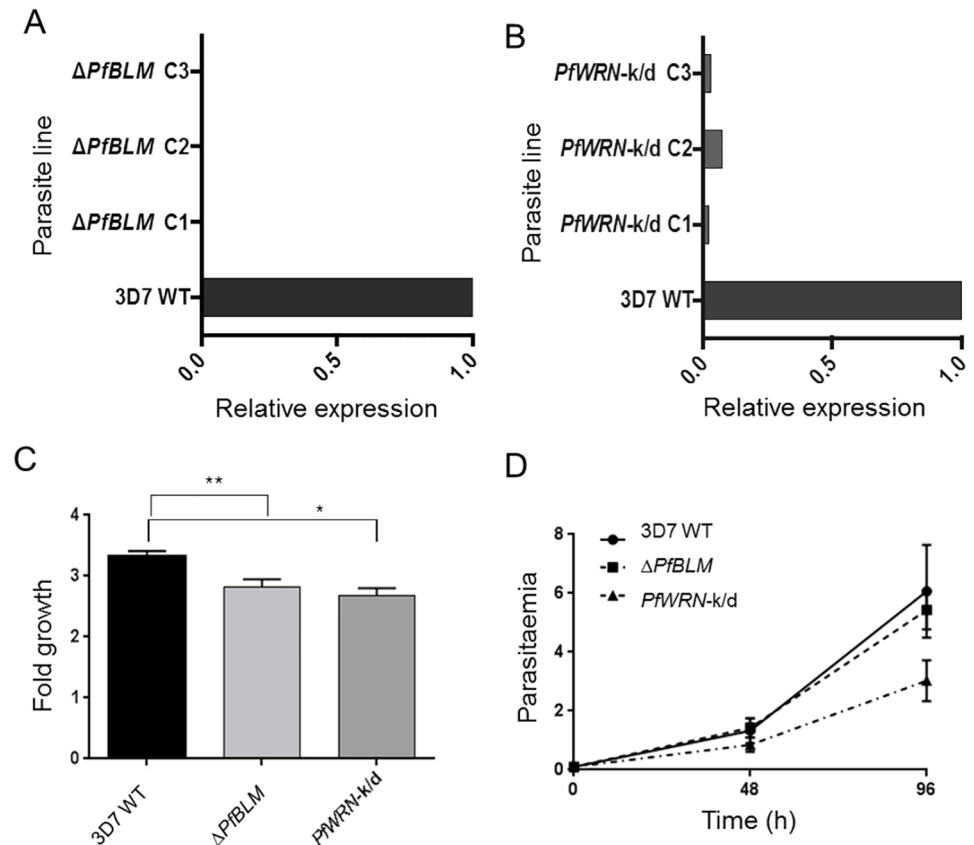 A
Parasite line
ΔPfBLM C3
ΔPfBLM C2
ΔPfBLM C1
3D7 WT
0.0
0.5
1.0
Relative expression
B
Parasite line
PfWRN-k/d C3
PfWRN-k/d C2
PfWRN-k/d C1
3D7 WT
0.0
0.5
1.0
Relative expression
C
**
*
Fold growth
4
3
2
1
0
3D7 WT
ΔPfBLM
PfWRN-k/d
D
3D7 WT
ΔPfBLM
PfWRN-k/d
Parasitaemia
8
6
4
2
0
0
48
96
Time (h)